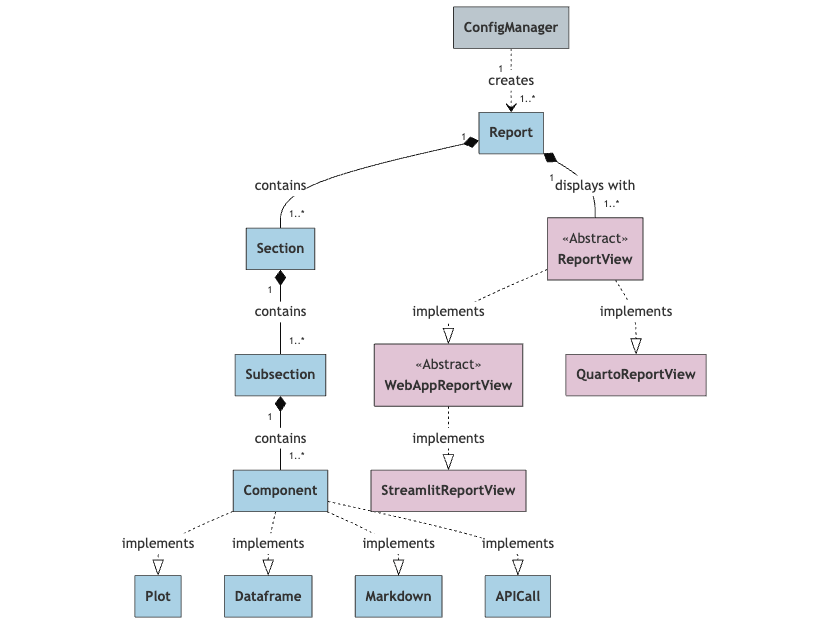 ConfigManager
1
creates
1..*
Report
1
1
contains
displays with
1..*
1..*
Section
«Abstract»
ReportView
1
contains
implements
implements
1..*
Subsection
«Abstract»
WebAppReportView
QuartoReportView
1
contains
implements
1..*
Component
StreamlitReportView
implements
implements
implements
implements
Plot
Dataframe
Markdown
APICall